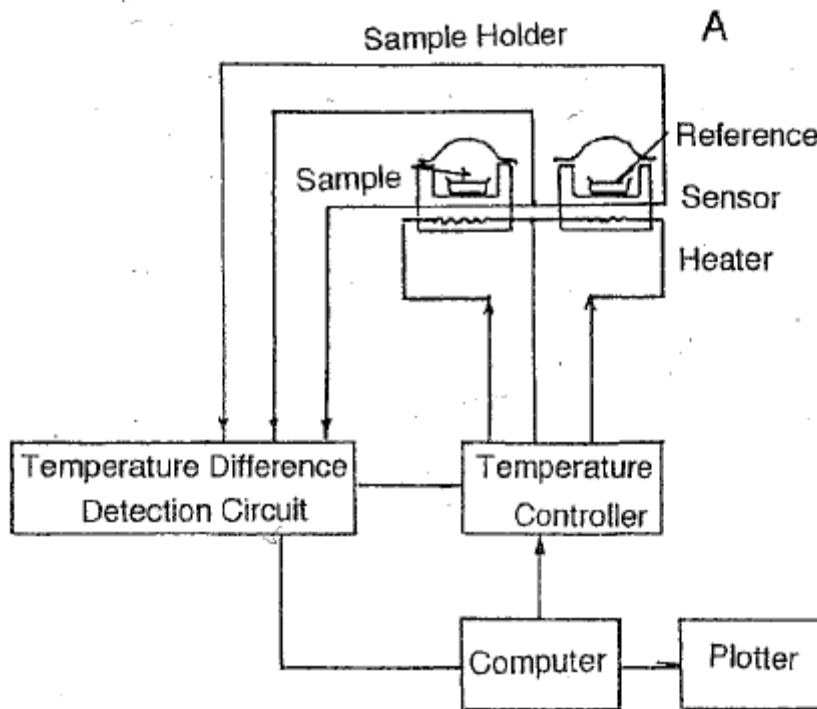 Sample Holder
A
Reference
Sample
Sensor
Heater
Temperature Difference
Detection Circuit
Temperature
Controller
Computer
Plotter